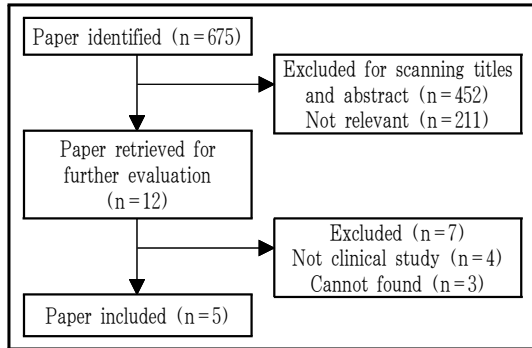 Paper identified (n=675)
Excluded for scanning titles
and abstract (n=452)
Not relevant (n=211)
Paper retrieved for
further evaluation
(n=12)
Excluded (n=7)
Not clinical study (n=4)
Cannot found (n=3)
Paper included (n=5)